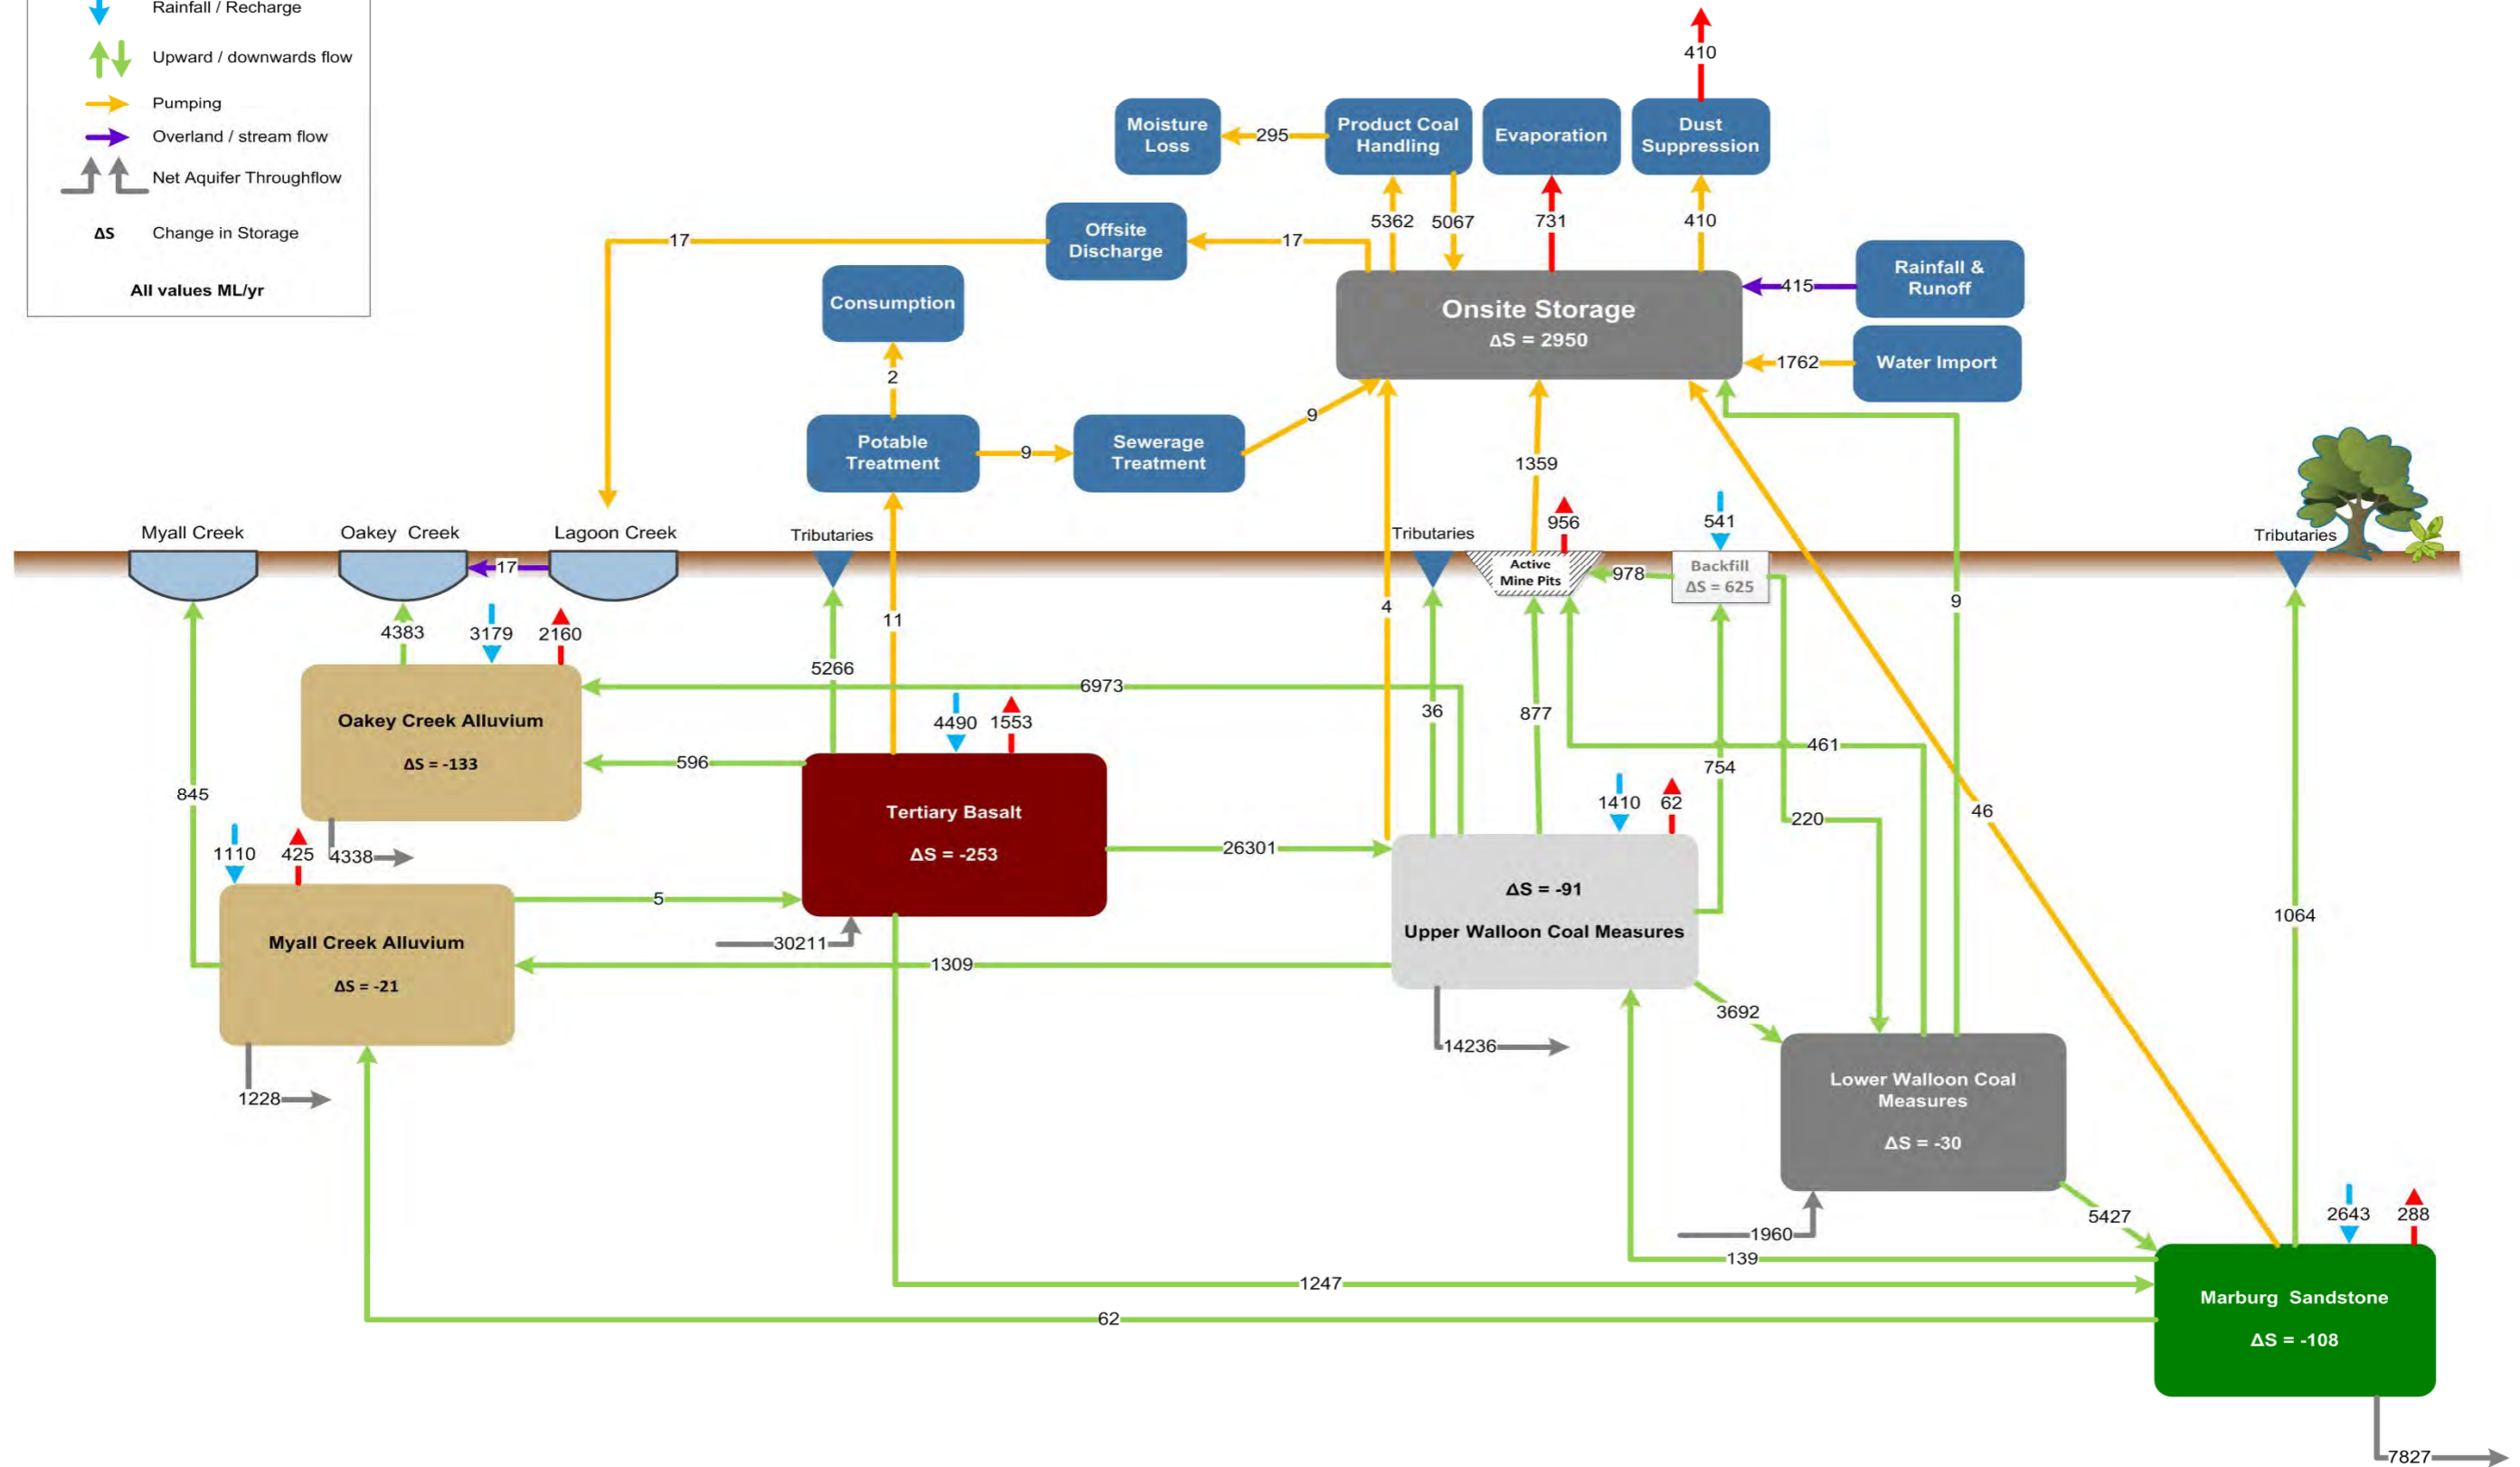 Rainfall / Recharge
Upward / downwards flow
Pumping
Overland / stream flow
Net Aquifer Throughflow
ΔS Change in Storage
All values ML/yr
410
Moisture
Loss
295
Product Coal
Handling
Evaporation
Dust
Suppression
5362
5067
731
410
17
Offsite
Discharge
17
Rainfall &
Runoff
415
Onsite Storage
ΔS = 2950
Water Import
1762
Consumption
2
Potable
Treatment
9
Sewerage
Treatment
9
1359
956
541
Myall Creek
Oakey Creek
Lagoon Creek
Tributaries
Tributaries
Tributaries
17
Active
Mine Pits
978
Backfill
ΔS = 625
4383
3179
2160
11
4
9
5266
6973
36
877
461
754
4490
1553
Oakey Creek Alluvium
ΔS = -133
596
845
1410
62
46
220
Tertiary Basalt
ΔS = -253
26301
1110
425
4338
ΔS = -91
Upper Walloon Coal Measures
5
1064
Myall Creek Alluvium
ΔS = -21
30211
1309
3692
14236
1228
Lower Walloon Coal
Measures
ΔS = -30
5427
2643
288
1960
139
1247
62
Marburg Sandstone
ΔS = -108
7827